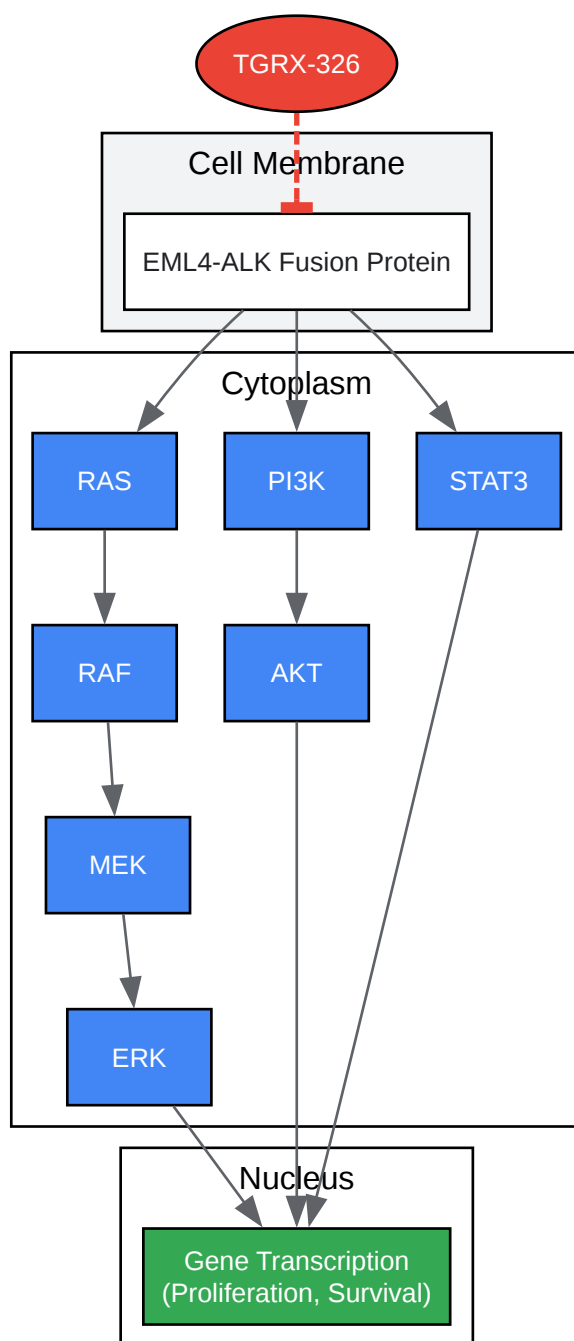 TGRX-326
Cell Membrane
EML4-ALK Fusion Protein
Cytoplasm
RAS
PI3K
STAT3
RAF
AKT
MEK
ERK
Nucleus
Gene Transcription
(Proliferation, Survival)